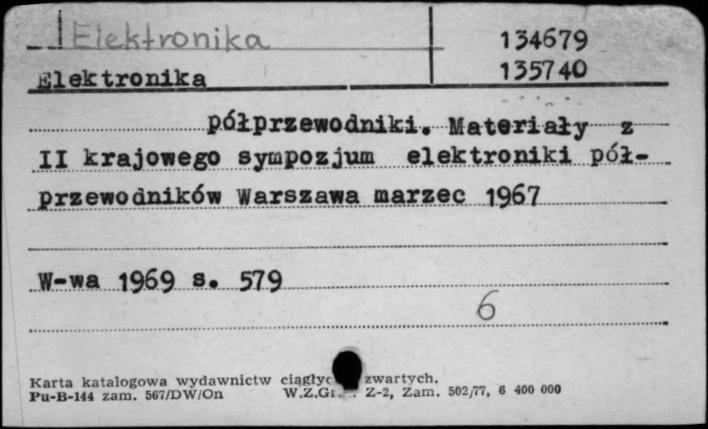 Elektronika
134679
135740
Elektronika
półprzewodniki. Materiały z
II krajowego sympozjum elektroniki pół-
przewodników Warszawa marzec 1967
W-wa 1969 s. 579
6
Karta katalogowa wydawnictw zwartych.
Pu-B-144 zam. 567/DW/On Z-2, Zam. 502/77, 6 400 000